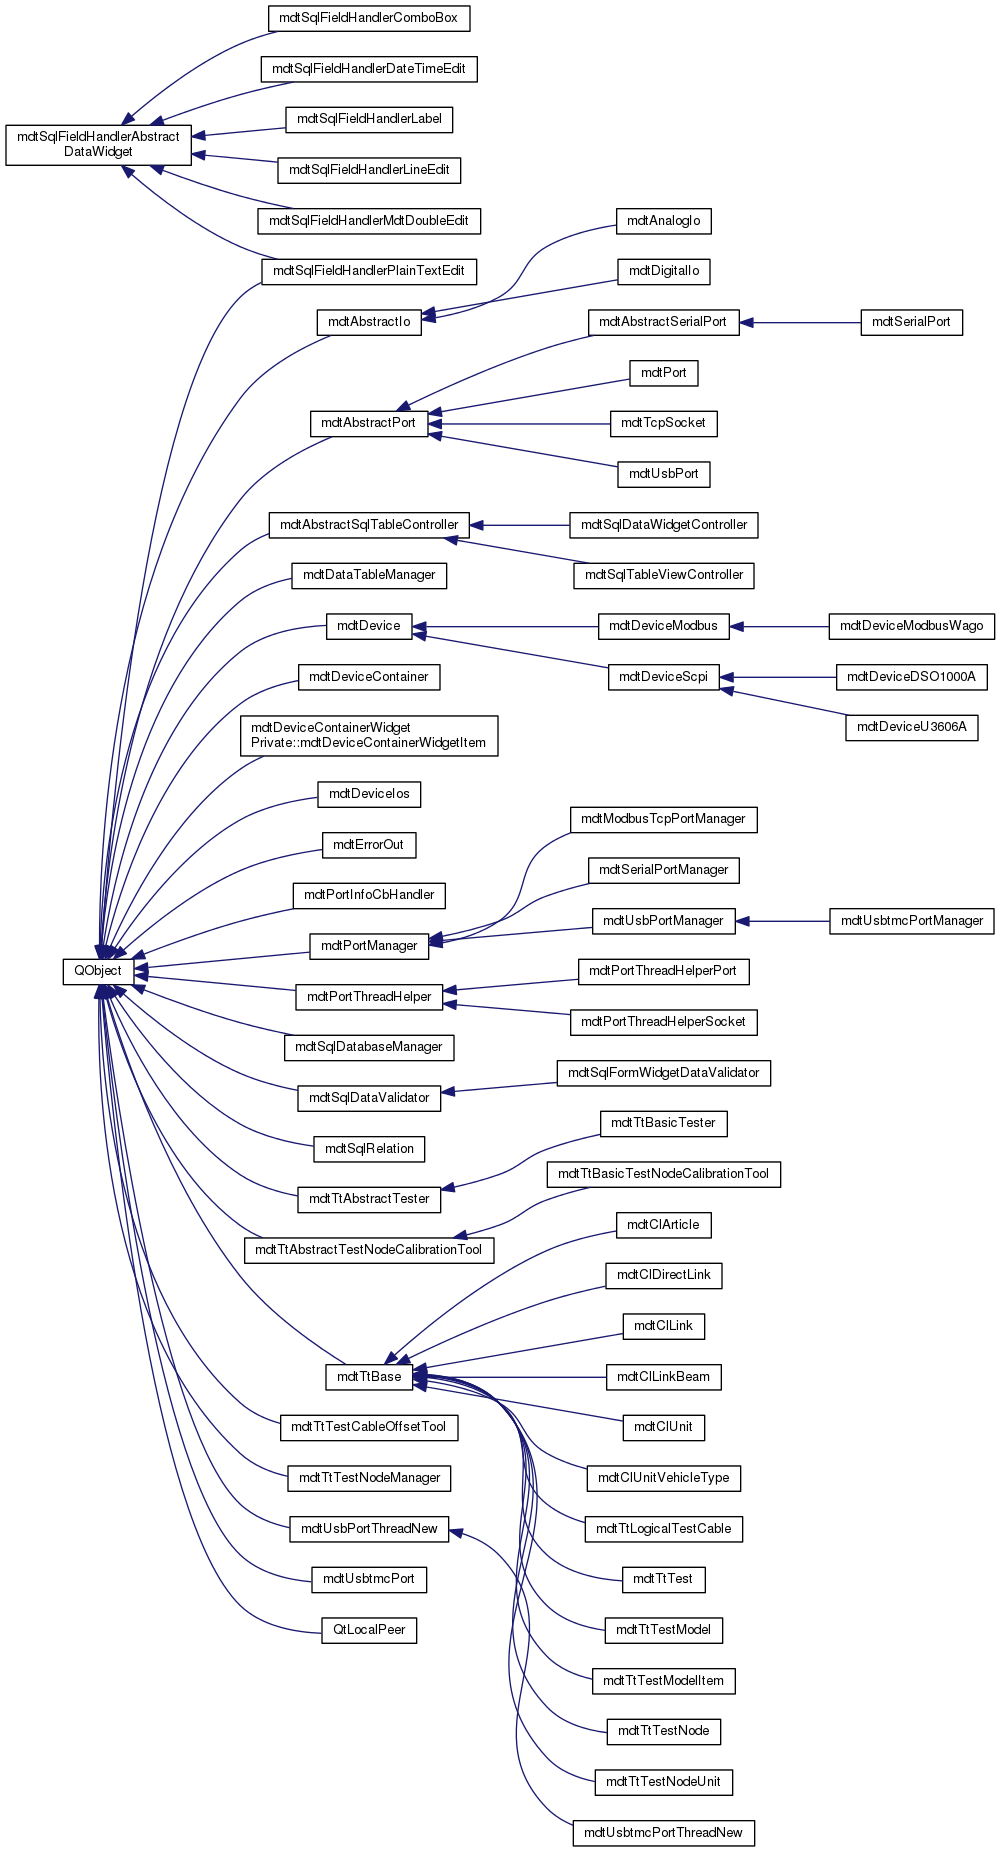 mdtSqlFieldHandlerComboBox
mdtSqlFieldHandlerDateTimeEdit
mdtSqlFieldHandlerLabel
mdtSqlFieldHandlerAbstract
DataWidget
mdtSqlFieldHandlerLineEdit
mdtSqlFieldHandlerMdtDoubleEdit
mdtSqlFieldHandlerPlainTextEdit
mdtAnalogIo
mdtDigitalIo
mdtAbstractIo
mdtAbstractSerialPort
mdtSerialPort
mdtPort
mdtAbstractPort
mdtTcpSocket
mdtUsbPort
mdtAbstractSqlTableController
mdtSqlDataWidgetController
mdtDataTableManager
mdtSqlTableViewController
mdtDevice
mdtDeviceModbus
mdtDeviceModbusWago
mdtDeviceContainer
mdtDeviceScpi
mdtDeviceDSO1000A
mdtDeviceU3606A
mdtDeviceContainerWidget
Private::mdtDeviceContainerWidgetItem
mdtDeviceIos
mdtModbusTcpPortManager
mdtErrorOut
mdtSerialPortManager
mdtPortInfoCbHandler
mdtUsbPortManager
mdtUsbtmcPortManager
mdtPortManager
QObject
mdtPortThreadHelperPort
mdtPortThreadHelper
mdtPortThreadHelperSocket
mdtSqlDatabaseManager
mdtSqlFormWidgetDataValidator
mdtSqlDataValidator
mdtTtBasicTester
mdtSqlRelation
mdtTtBasicTestNodeCalibrationTool
mdtTtAbstractTester
mdtClArticle
mdtTtAbstractTestNodeCalibrationTool
mdtClDirectLink
mdtClLink
mdtTtBase
mdtClLinkBeam
mdtTtTestCableOffsetTool
mdtClUnit
mdtTtTestNodeManager
mdtClUnitVehicleType
mdtUsbPortThreadNew
mdtTtLogicalTestCable
mdtUsbtmcPort
mdtTtTest
QtLocalPeer
mdtTtTestModel
mdtTtTestModelItem
mdtTtTestNode
mdtTtTestNodeUnit
mdtUsbtmcPortThreadNew